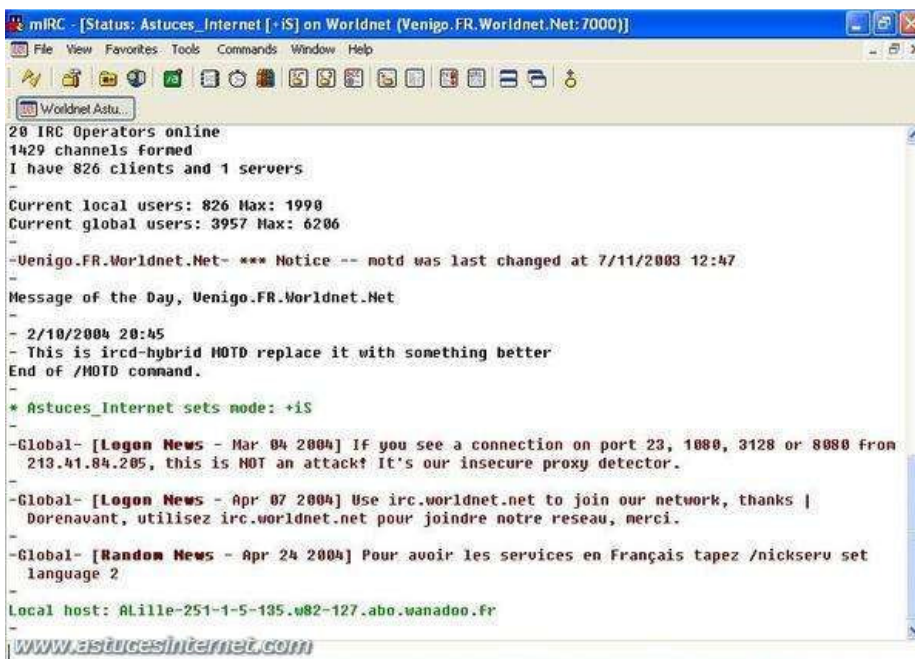 mIRC - [Status: Astuces_Internet [+iS] on Worldnet (Venigo.FR.Worldnet.Net:7000)]
File View Favorites Tools Commands Window Help
Worldnet Astu...
20 IRC Operators online
1429 channels formed
I have 826 clients and 1 servers
-
Current local users: 826 Max: 1990
Current global users: 3957 Max: 6206
-
-Venigo.FR.Worldnet.Net- *** Notice -- motd was last changed at 7/11/2003 12:47
-
Message of the Day, Venigo.FR.Worldnet.Net
-
- 2/10/2004 20:45
- This is ircd-hybrid MOTD replace it with something better
End of /MOTD command.
-
* Astuces_Internet sets mode: +iS
-
-Global- [Logon News - Mar 04 2004] If you see a connection on port 23, 1080, 3128 or 8080 from
213.41.84.205, this is NOT an attack! It's our insecure proxy detector.
-
-Global- [Logon News - Apr 07 2004] Use irc.worldnet.net to join our network, thanks |
Dorenavant, utilisez irc.worldnet.net pour joindre notre reseau, merci.
-
-Global- [Random News - Apr 24 2004] Pour avoir les services en Français tapez /nickserv set
language 2
-
Local host: ALille-251-1-5-135.w82-127.abo.wanadoo.fr
-
www.astucesinternet.com